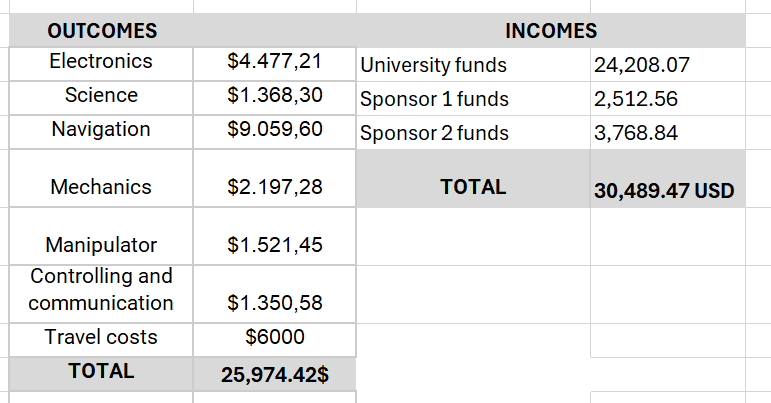 OUTCOMES INCOMES
Electronics $4.477,21 University funds 24,208.07
Science $1.368,30 Sponsor 1 funds 2,512.56
Navigation $9.059,60 Sponsor 2 funds 3,768.84
Mechanics $2.197,28 TOTAL 30,489.47 USD
Manipulator $1.521,45
Controlling and
communication $1.350,58
Travel costs $6000
TOTAL 25,974.42$